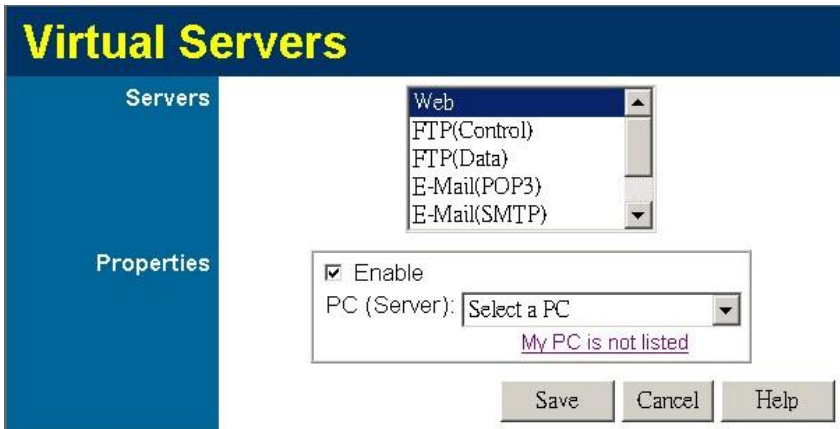 Virtual Servers
Servers
Web
FTP(Control)
FTP(Data)
E-Mail(POP3)
E-Mail(SMTP)
Properties
Enable
PC (Server): Select a PC
My PC is not listed
Save Cancel Help